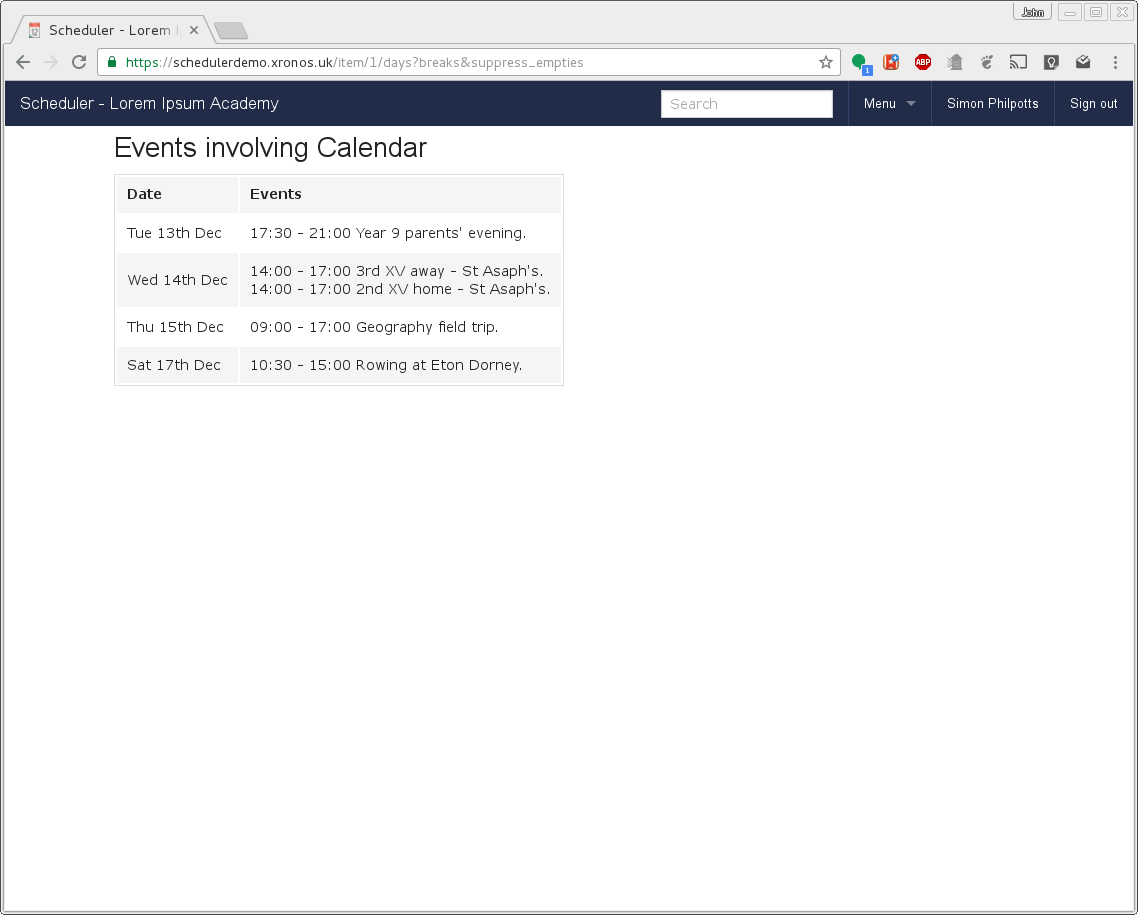 John
Scheduler - Lorem I
https://schedulerdemo.xronos.uk/item/1/days?breaks&suppress_empties
1
ABP
Scheduler - Lorem Ipsum Academy
Search
Menu
Simon Philpotts
Sign out
Events involving Calendar
Date Events
Tue 13th Dec 17:30 - 21:00 Year 9 parents' evening.
Wed 14th Dec 14:00 - 17:00 3rd XV away - St Asaph's.
14:00 - 17:00 2nd XV home - St Asaph's.
Thu 15th Dec 09:00 - 17:00 Geography field trip.
Sat 17th Dec 10:30 - 15:00 Rowing at Eton Dorney.